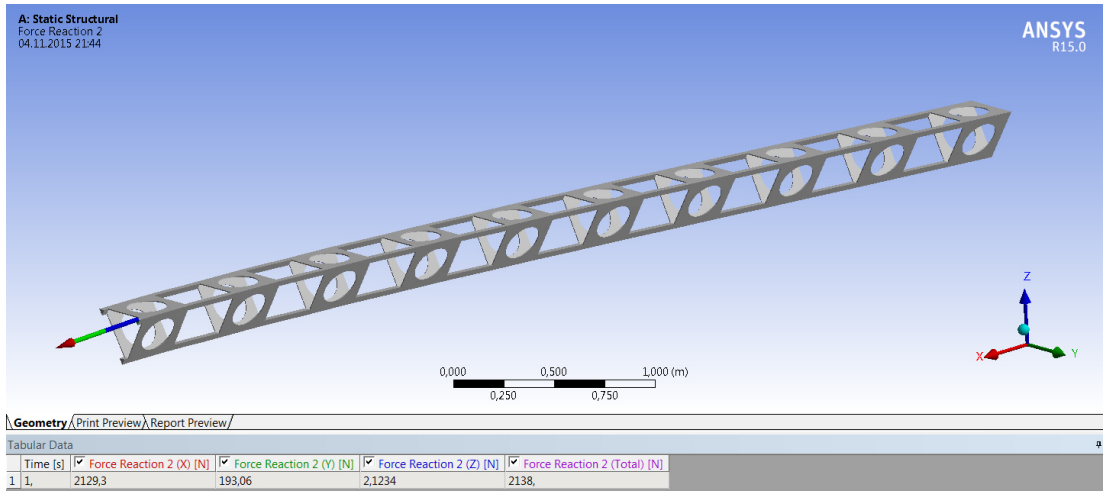 A: Static Structural
Force Reaction 2
04.11.2015 21:44
ANSYS
R15.0
Z
X
Y
0,000 0,500 1,000 (m)
0,250 0,750
Geometry Print Preview Report Preview
Tabular Data
Time [s] Force Reaction 2 (X) [N] Force Reaction 2 (Y) [N] Force Reaction 2 (Z) [N] Force Reaction 2 (Total) [N]
1 1, 2129,3 193,06 2,1234 2138,